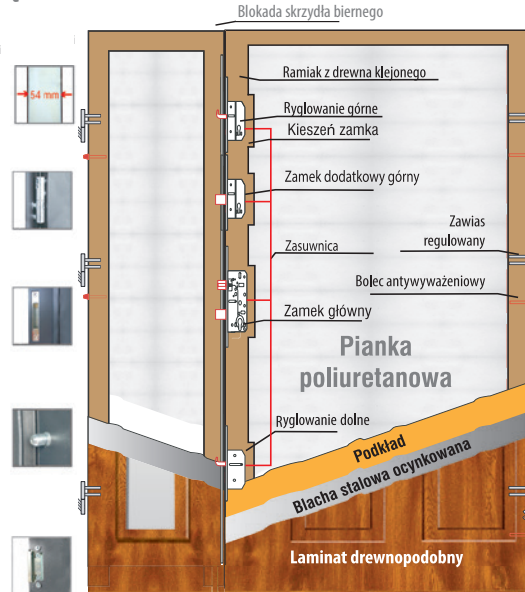 Blokada skrzydła biernego
54 mm
Ramiak z drewna klejonego
Ryglowanie górne
Kieszeń zamka
Zamek dodatkowy górny
Zasuwnica
Zawias
regulowany
Bolec antywyważeniowy
Zamek główny
Pianka
poliuretanowa
Ryglowanie dolne
Podkład
Blacha stalowa ocynkowana
Laminat drewnopodobny